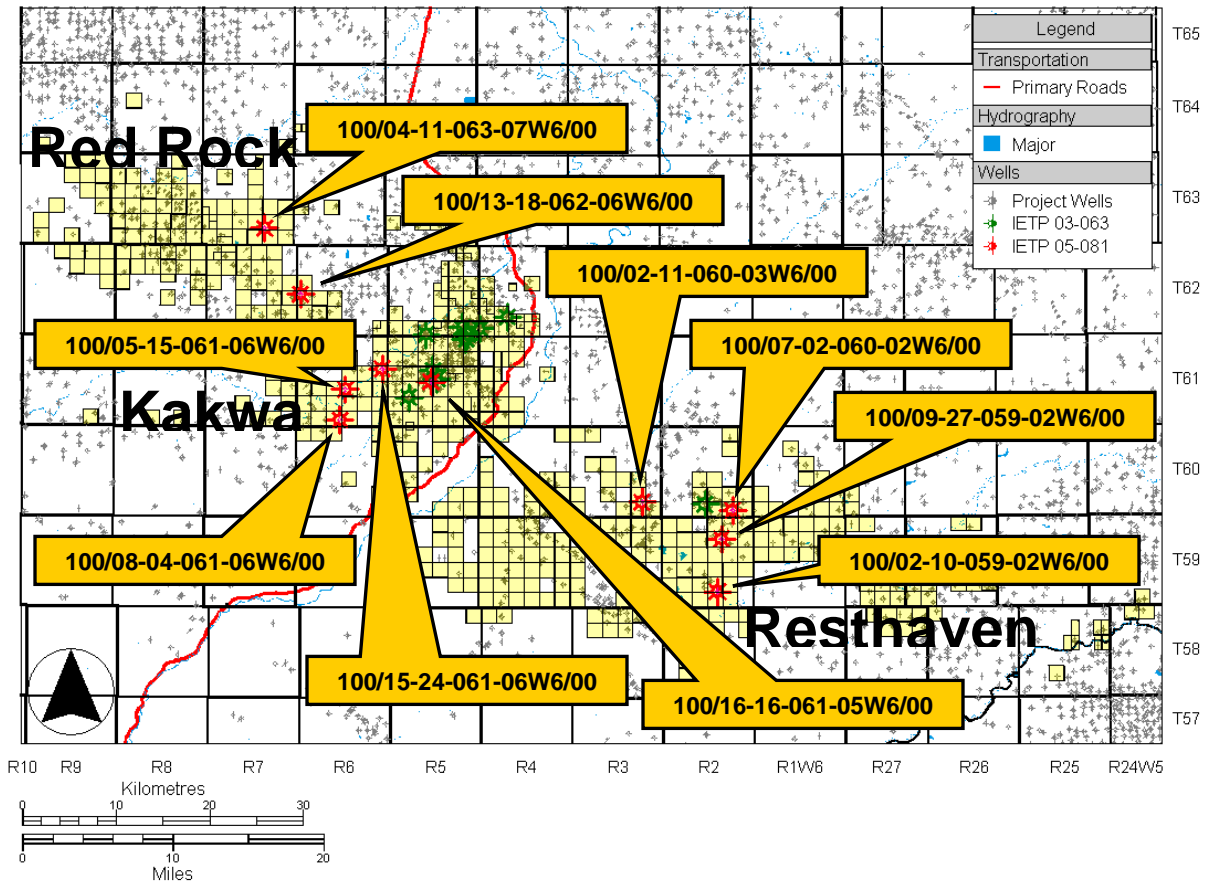 Legend
Transportation
Primary Roads
Hydrography
Major
Wells
Project Wells
IETP 03-063
IETP 05-081
T65
T64
T63
T62
T61
T60
T59
T58
T57
Red Rock
100/04-11-063-07W6/00
100/13-18-062-06W6/00
100/02-11-060-03W6/00
100/05-15-061-06W6/00
100/07-02-060-02W6/00
Kakwa
100/09-27-059-02W6/00
100/08-04-061-06W6/00
100/02-10-059-02W6/00
Resthaven
100/15-24-061-06W6/00
100/16-16-061-05W6/00
R10 R9 R8 R7 R6 R5 R4 R3 R2 R1W6 R27 R26 R25 R24W5
Kilometres
0 10 20 30
0 10 20
Miles